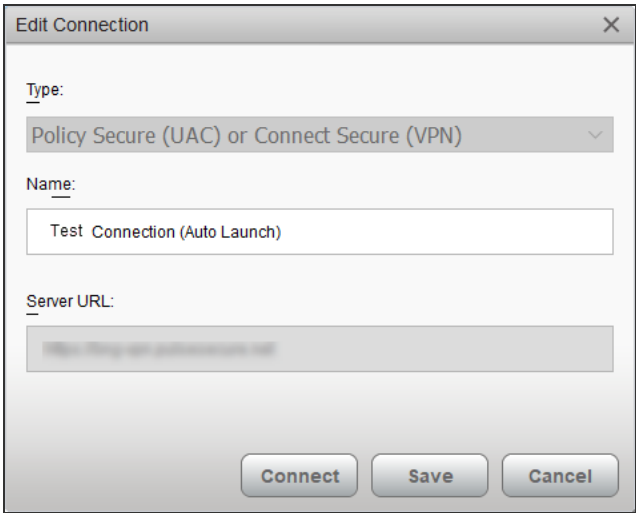 Edit Connection
Type:
Policy Secure (UAC) or Connect Secure (VPN)
Name:
Test Connection (Auto Launch)
Server URL:
Connect Save Cancel